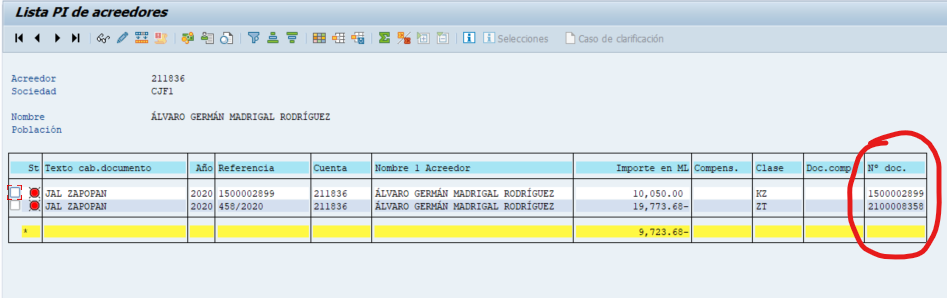 Lista PI de acreedores
Selecciones Caso de clarificación
Acreedor 211836
Sociedad CJF1
Nombre ÁLVARO GERMÁN MADRIGAL RODRÍGUEZ
Población
St Texto cab.documento Año Referencia Cuenta Nombre 1 Acreedor Importe en ML Compens. Clase Doc.comp. Nº doc.
JAL ZAPOPAN 2020 1500002899 211836 ÁLVARO GERMÁN MADRIGAL RODRÍGUEZ 10,050.00 KZ 1500002899
JAL ZAPOPAN 2020 458/2020 211836 ÁLVARO GERMÁN MADRIGAL RODRÍGUEZ 19,773.68- ZT 2100008358
* 9,723.68-